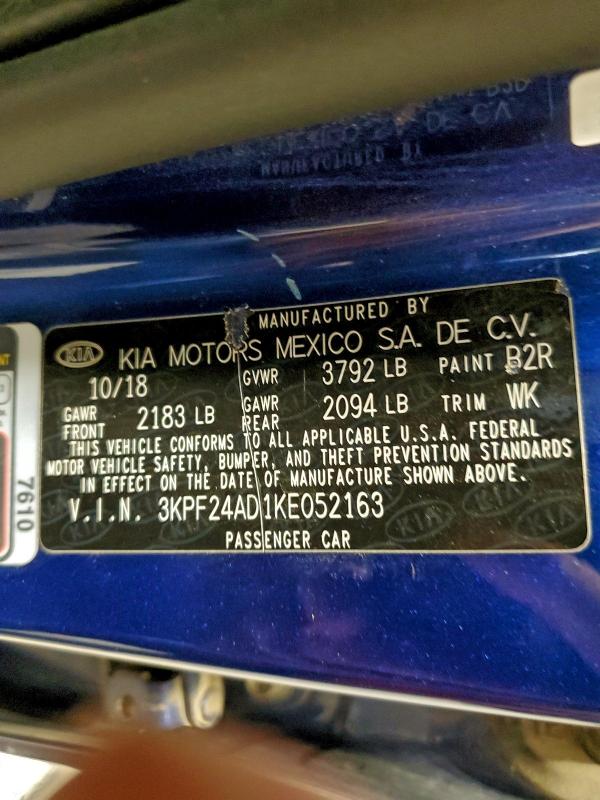 MANUFACTURED BY
KIA KIA MOTORS MEXICO S.A. DE C.V.
10/18 GVWR 3792 LB PAINT B2R
GAWR FRONT 2183 LB GAWR REAR 2094 LB TRIM WK
THIS VEHICLE CONFORMS TO ALL APPLICABLE U.S.A. FEDERAL
MOTOR VEHICLE SAFETY, BUMPER, AND THEFT PREVENTION STANDARDS
IN EFFECT ON THE DATE OF MANUFACTURE SHOWN ABOVE.
V.I.N. 3KPF24AD1KE052163
PASSENGER CAR
7610